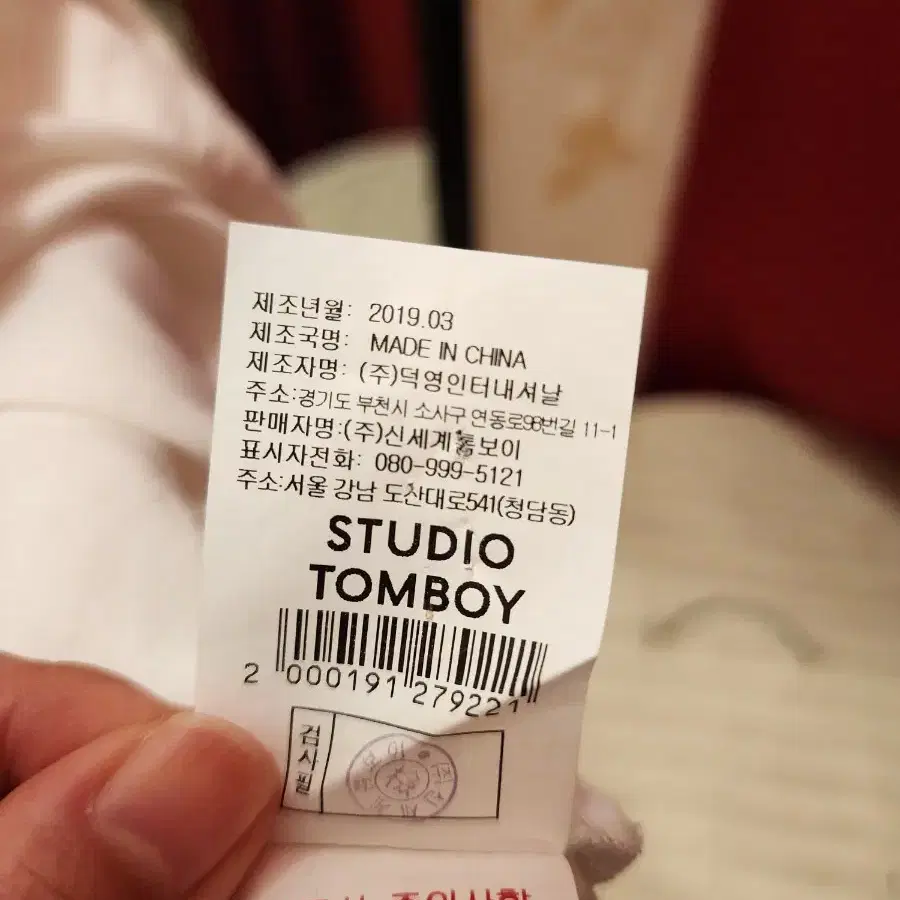 제조년월: 2019.03
제조국명: MADE IN CHINA
제조자명: (주)덕영인터내셔날
주소:경기도 부천시 소사구 연동로98번길 11-1
판매자명:(주)신세계톰보이
표시자전화: 080-999-5121
주소:서울 강남 도산대로541(청담동)
STUDIO
TOMBOY
2 000191 279221
검사필
주의사항